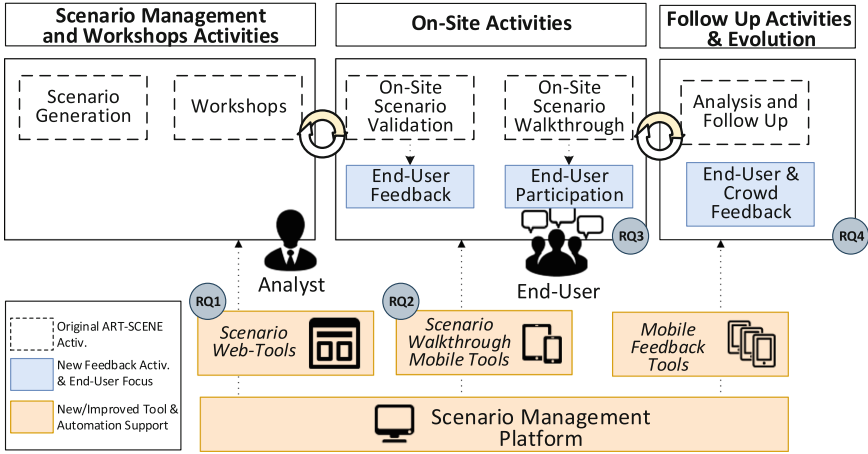 Scenario Management
and Workshops Activities
On-Site Activities
Follow Up Activities
& Evolution
Scenario
Generation
Workshops
On-Site
Scenario
Validation
On-Site
Scenario
Walkthrough
Analysis and
Follow Up
End-User
Feedback
End-User
Participation
End-User &
Crowd
Feedback
RQ3
RQ4
Analyst
End-User
RQ1
RQ2
Scenario
Web-Tools
Scenario
Walkthrough
Mobile Tools
Mobile
Feedback
Tools
Original ART-SCENE
Activ.
New Feedback Activ.
& End-User Focus
New/Improved Tool &
Automation Support
Scenario Management
Platform